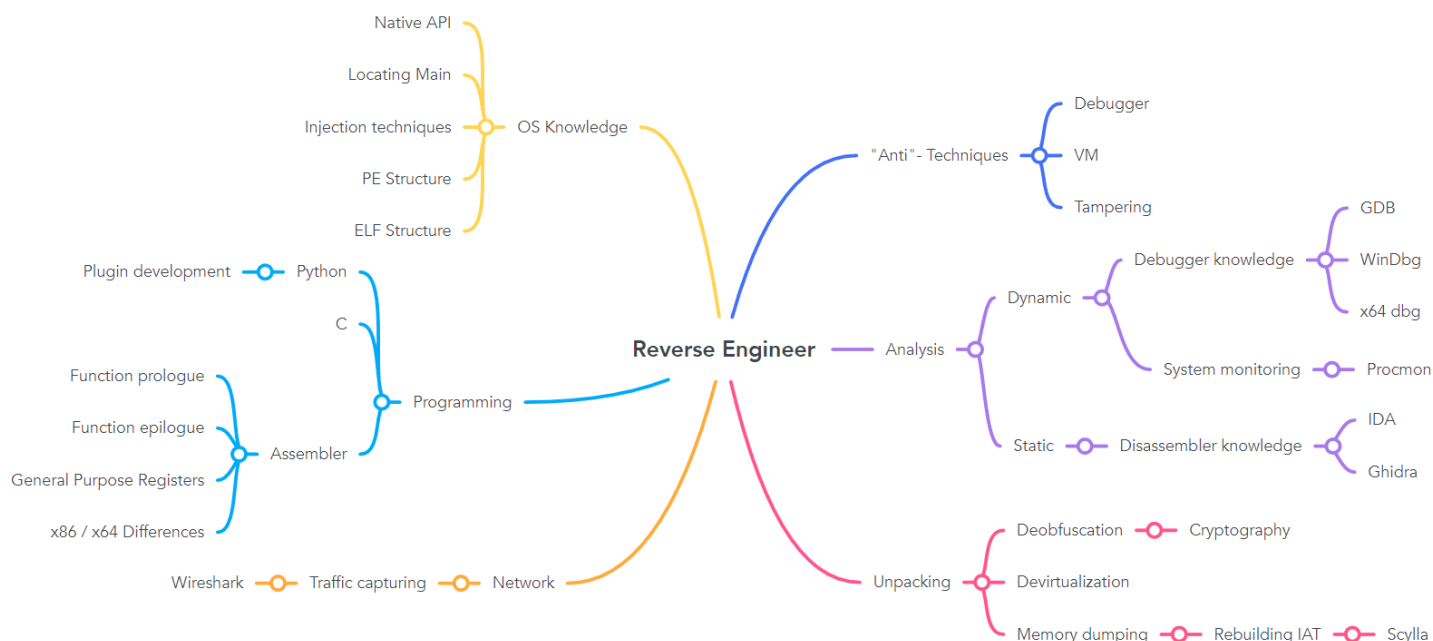 Native API
Locating Main
Injection techniques
PE Structure
ELF Structure
OS Knowledge
Plugin development
Python
C
Function prologue
Function epilogue
General Purpose Registers
x86 / x64 Differences
Assembler
Programming
Wireshark
Traffic capturing
Network
Reverse Engineer
"Anti"- Techniques
Debugger
VM
Tampering
Analysis
Dynamic
Debugger knowledge
GDB
WinDbg
x64 dbg
System monitoring
Procmon
Static
Disassembler knowledge
IDA
Ghidra
Unpacking
Deobfuscation
Cryptography
Devirtualization
Memory dumping
Rebuilding IAT
Scylla